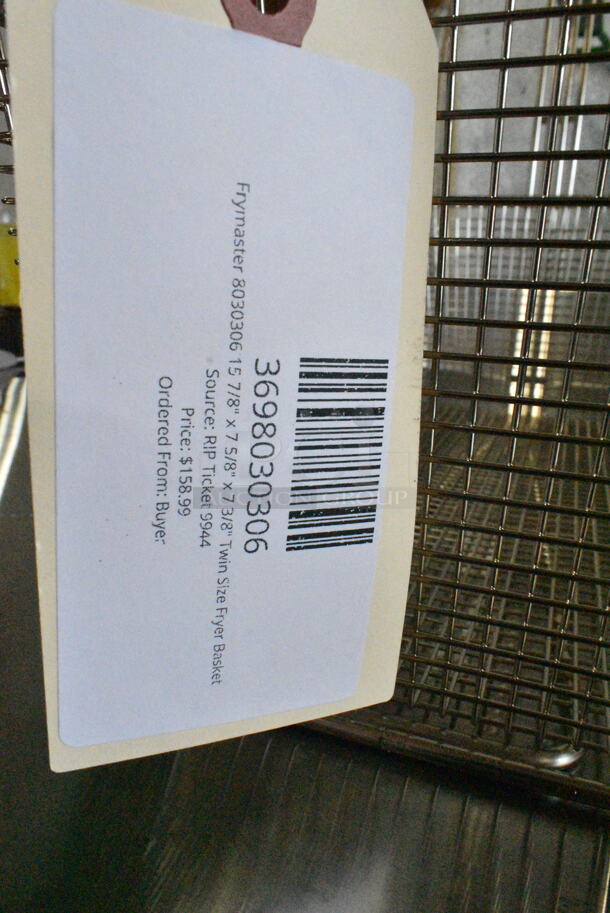 3698030306
Frymaster 8030306 15 7/8" x 7 5/8" x 7 3/8" Twin Size Fryer Basket
Source: RIP Ticket 9944
Price: $158.99
Ordered From: Buyer
GROUP